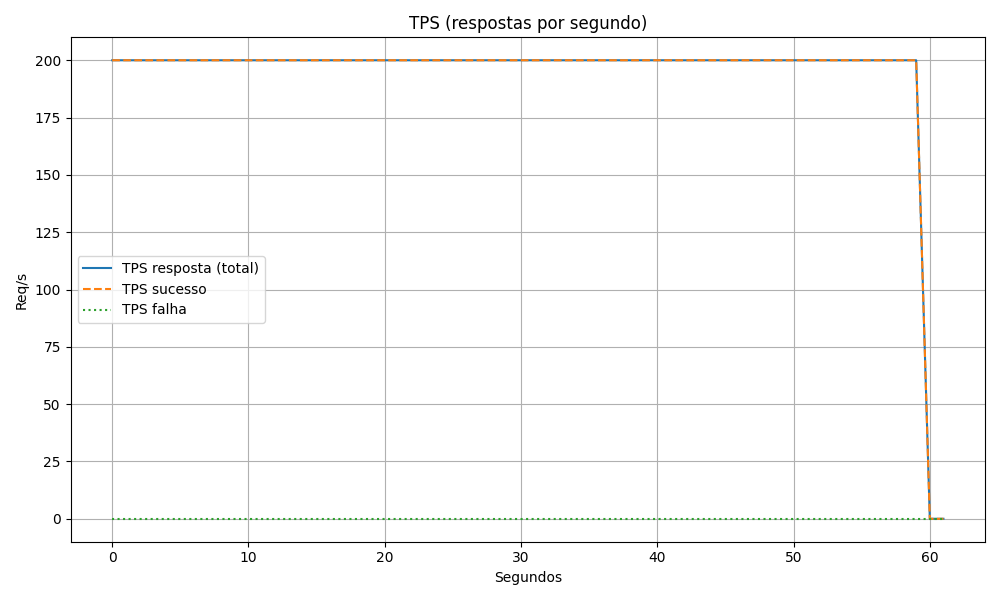 TPS (respostas por segundo)
200
175
150
125
100
75
50
25
0
Req/s
TPS resposta (total)
TPS sucesso
TPS falha
0 10 20 30 40 50 60
Segundos